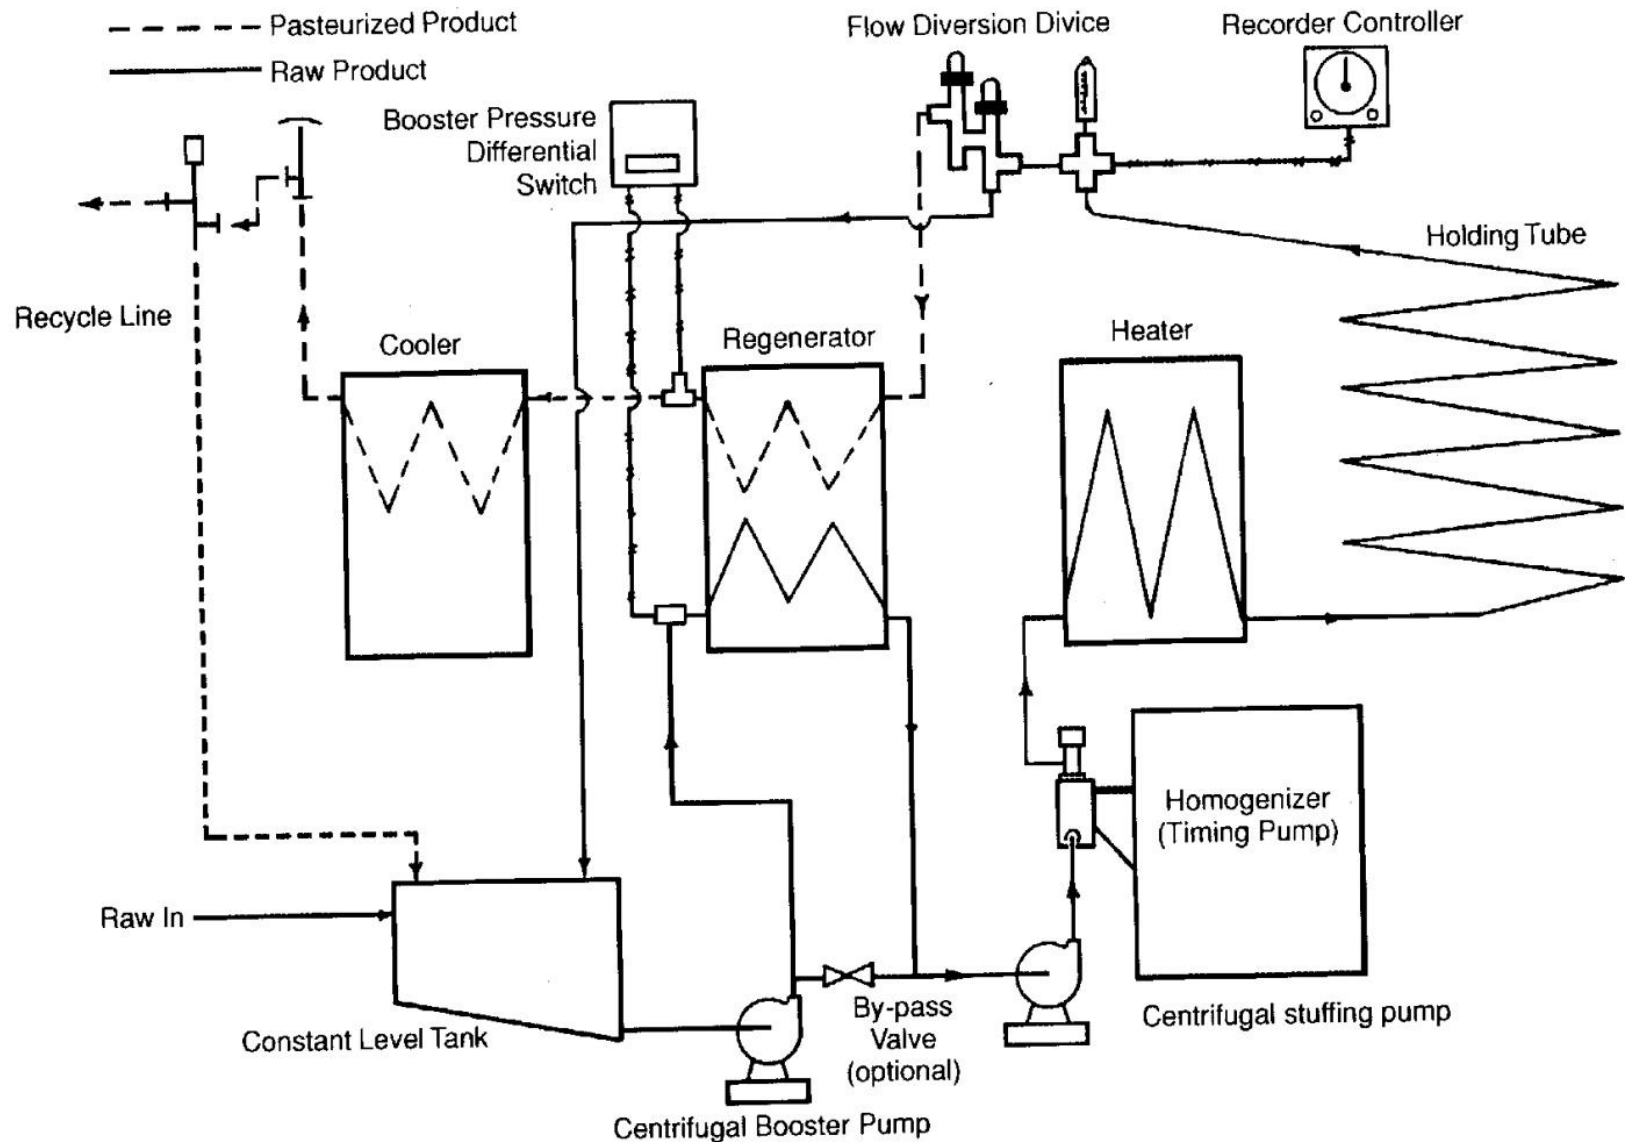 Pasteurized Product
Raw Product
Flow Diversion Divice
Recorder Controller
Booster Pressure
Differential
Switch
Holding Tube
Recycle Line
Cooler
Regenerator
Heater
Homogenizer
(Timing Pump)
Raw In
Constant Level Tank
By-pass
Valve
(optional)
Centrifugal stuffing pump
Centrifugal Booster Pump